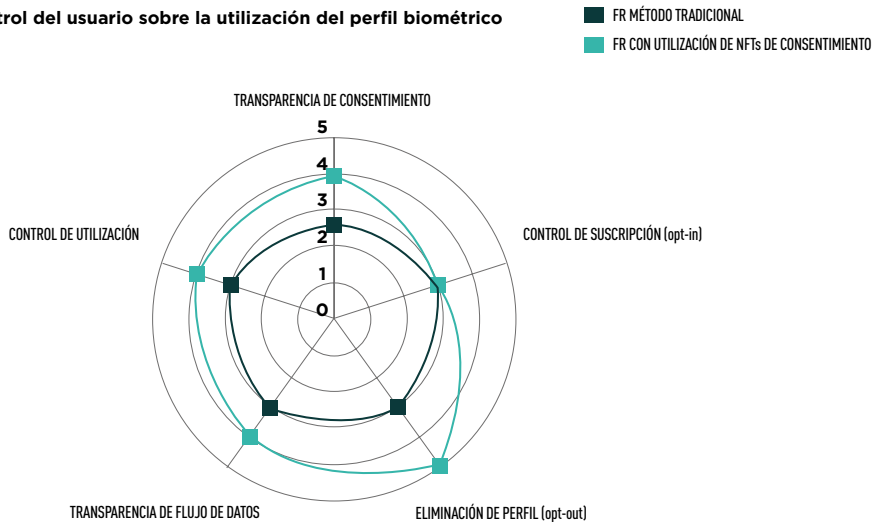 trol del usuario sobre la utilización del perfil biométrico
FR MÉTODO TRADICIONAL
FR CON UTILIZACIÓN DE NFTs DE CONSENTIMIENTO
TRANSPARENCIA DE CONSENTIMIENTO
5
4
3
2
1
0
CONTROL DE UTILIZACIÓN
CONTROL DE SUSCRIPCIÓN (opt-in)
TRANSPARENCIA DE FLUJO DE DATOS
ELIMINACIÓN DE PERFIL (opt-out)